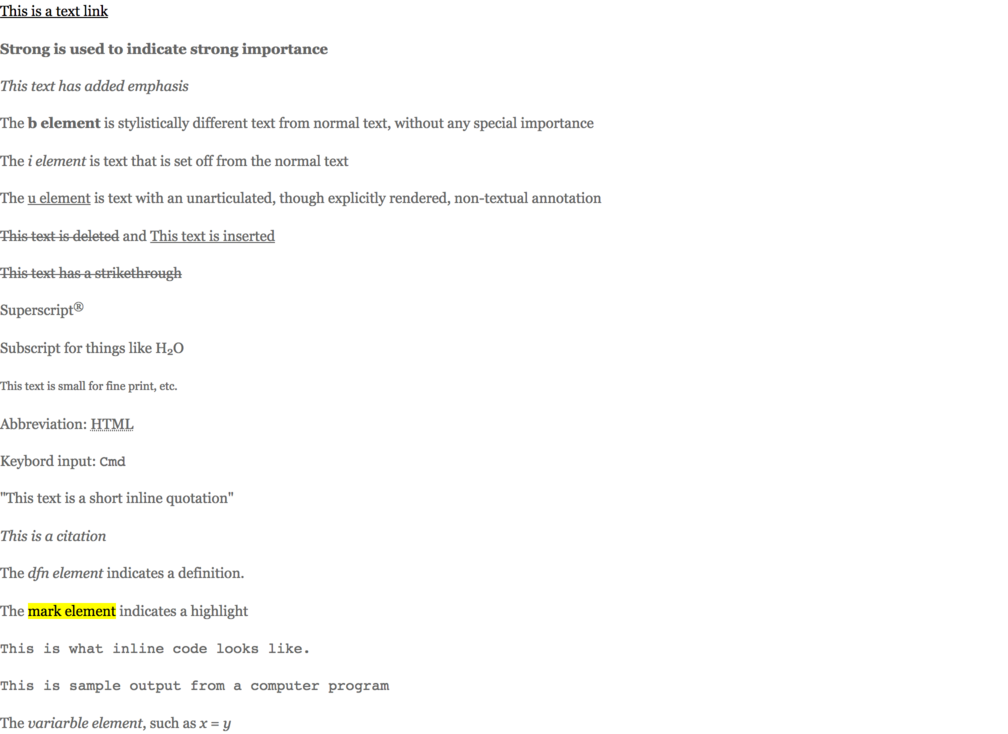 This is a text link
Strong is used to indicate strong importance
This text has added emphasis
The b element is stylistically different text from normal text, without any special importance
The i element is text that is set off from the normal text
The u element is text with an unarticulated, though explicitly rendered, non-textual annotation
This text is deleted and This text is inserted
This text has a strikethrough
Superscript®
Subscript for things like H₂O
This text is small for fine print, etc.
Abbreviation: HTML
Keybord input: Cmd
"This text is a short inline quotation"
This is a citation
The dfn element indicates a definition.
The mark element indicates a highlight
This is what inline code looks like.
This is sample output from a computer program
The variarble element, such as x = y